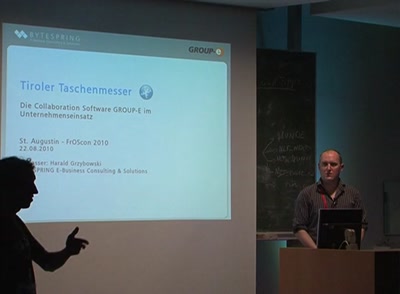 BYTESPRING
GROUP-e
Tiroler Taschenmesser
Die Collaboration Software GROUP-E im
Unternehmenseinsatz
St. Augustin - FrOScon 2010
22.08.2010
Harald Grzybowski
E-Business Consulting & Solutions